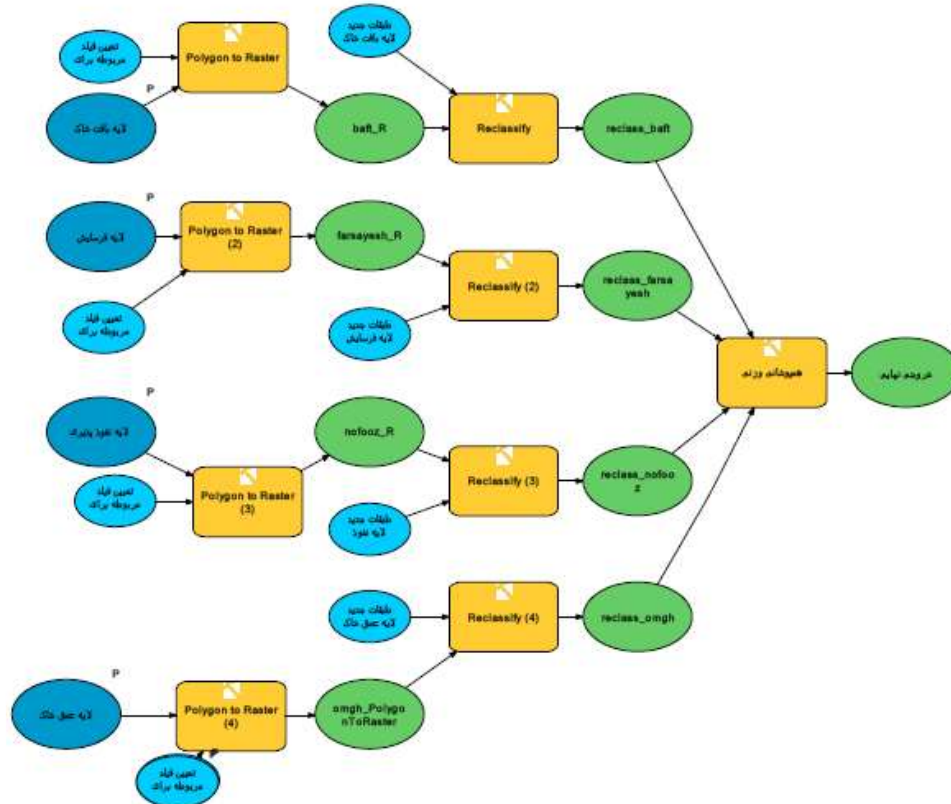 تعیین فیلد
مربوطه برای
Polygon to Raster
طبقات جدید
لایه بافت خاک
P
لایه بافت خاک
baft_R
Reclassify
reclass_baft
P
لایه فرسایش
Polygon to Raster
(2)
farsayesh_R
Reclassify (2)
reclass_farsa
yesh
تعیین فیلد
مربوطه برای
طبقات جدید
لایه فرسایش
همپوشانی وزنی
خروجی نهایی
P
لایه نفوذ پذیری
nofooz_R
تعیین فیلد
مربوطه برای
Polygon to Raster
(3)
Reclassify (3)
reclass_nofoo
z
طبقات جدید
لایه نفوذ
طبقات جدید
لایه عمق خاک
Reclassify (4)
reclass_omgh
P
لایه عمق خاک
Polygon to Raster
(4)
omgh_Polygo
nToRaster
P
تعیین فیلد
مربوطه برای